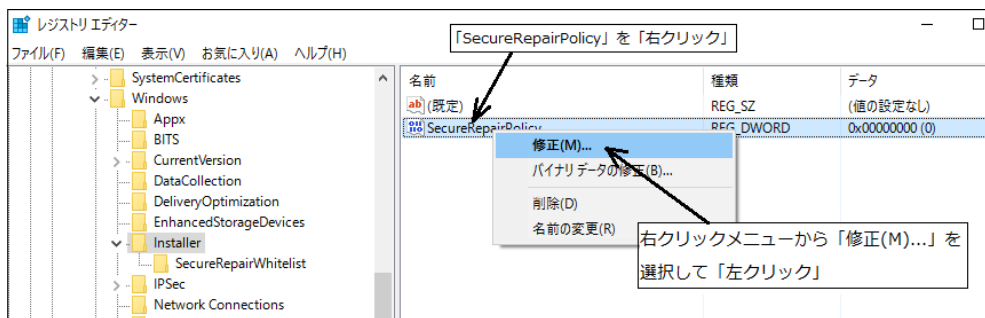 レジストリ エディター
ファイル(F) 編集(E) 表示(V) お気に入り(A) ヘルプ(H)
「SecureRepairPolicy」を「右クリック」
SystemCertificates
Windows
Appx
BITS
CurrentVersion
DataCollection
DeliveryOptimization
EnhancedStorageDevices
Installer
SecureRepairWhitelist
IPSec
Network Connections
名前 種類 データ
(既定) REG_SZ (値の設定なし)
SecureRepairPolicy REG_DWORD 0x00000000 (0)
修正(M)...
バイナリ データの修正(B)...
削除(D)
名前の変更(R)
右クリックメニューから「修正(M)...」を
選択して「左クリック」